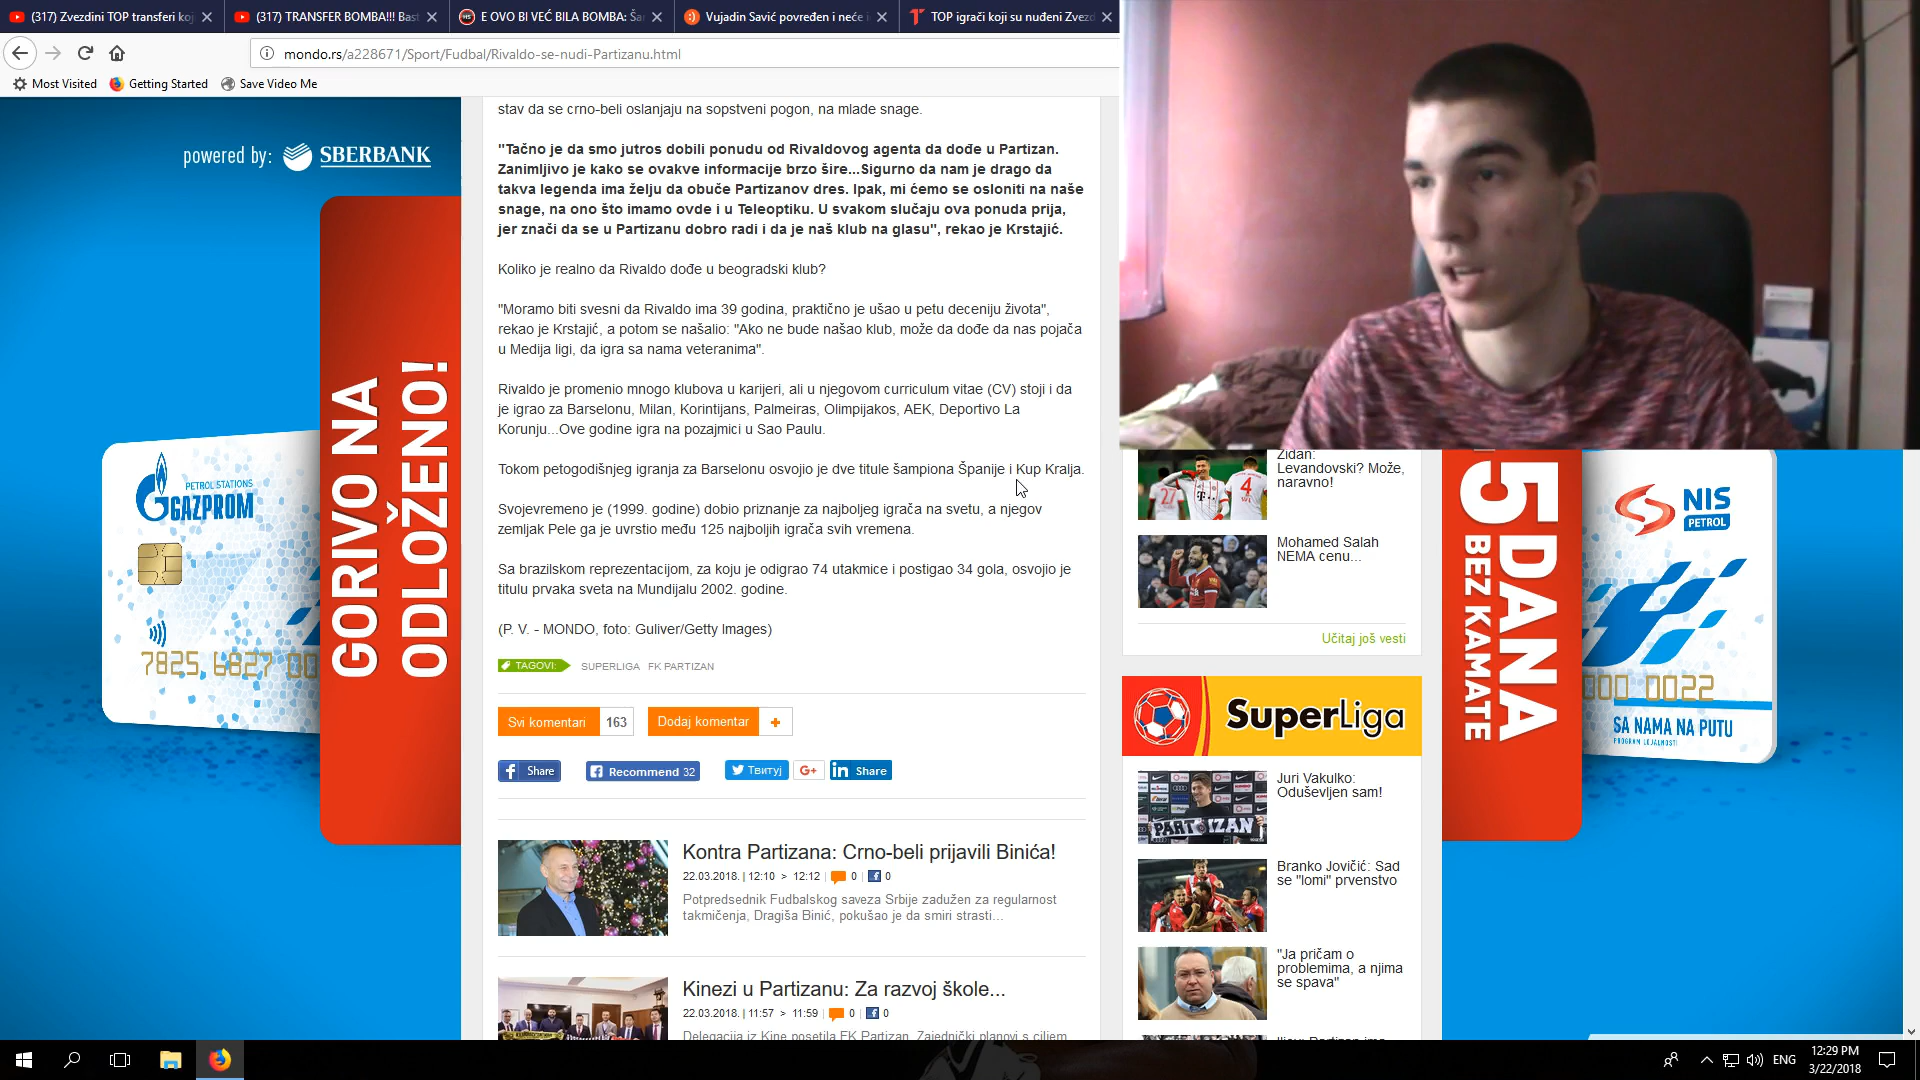 (317) Zvezdini TOP transferi koj
(317) TRANSFER BOMBA!!! Bast
E OVO BI VEĆ BILA BOMBA: Ša
Vujadin Savić povređen i neće i
TOP igrači koji su nuđeni Zvezd
mondo.rs/a228671/Sport/Fudbal/Rivaldo-se-nudi-Partizanu.html
Most Visited
Getting Started
Save Video Me
powered by: SBERBANK
GAZPROM
PETROL STATIONS
7825 6827 00
GORIVO NA
ODLOŽENO!
stav da se crno-beli oslanjaju na sopstveni pogon, na mlade snage.
"Tačno je da smo jutros dobili ponudu od Rivaldovog agenta da dođe u Partizan.
Zanimljivo je kako se ovakve informacije brzo šire...Sigurno da nam je drago da
takva legenda ima želju da obuče Partizanov dres. Ipak, mi ćemo se osloniti na naše
snage, na ono što imamo ovde i u Teleoptiku. U svakom slučaju ova ponuda prija,
jer znači da se u Partizanu dobro radi i da je naš klub na glasu", rekao je Krstajić.
Koliko je realno da Rivaldo dođe u beogradski klub?
"Moramo biti svesni da Rivaldo ima 39 godina, praktično je ušao u petu deceniju života",
rekao je Krstajić, a potom se našalio: "Ako ne bude našao klub, može da dođe da nas pojača
u Medija ligi, da igra sa nama veteranima".
Rivaldo je promenio mnogo klubova u karijeri, ali u njegovom curriculum vitae (CV) stoji i da
je igrao za Barselonu, Milan, Korintijans, Palmeiras, Olimpijakos, AEK, Deportivo La
Korunju...Ove godine igra na pozajmici u Sao Paulu.
Tokom petogodišnjeg igranja za Barselonu osvojio je dve titule šampiona Španije i Kup Kralja.
Svojevremeno je (1999. godine) dobio priznanje za najboljeg igrača na svetu, a njegov
zemljak Pele ga je uvrstio među 125 najboljih igrača svih vremena.
Sa brazilskom reprezentacijom, za koju je odigrao 74 utakmice i postigao 34 gola, osvojio je
titulu prvaka sveta na Mundijalu 2002. godine.
(P. V. - MONDO, foto: Guliver/Getty Images)
TAGOVI: SUPERLIGA FK PARTIZAN
Svi komentari 163 Dodaj komentar +
Share Recommend 32 Твитуј G+ in Share
Kontra Partizana: Crno-beli prijavili Binića!
22.03.2018. | 12:10 > 12:12 | 0 | 0
Potpredsednik Fudbalskog saveza Srbije zadužen za regularnost
takmičenja, Dragiša Binić, pokušao je da smiri strasti...
Kinezi u Partizanu: Za razvoj škole...
22.03.2018. | 11:57 > 11:59 | 0 | 0
Delegacija iz Kine posetila FK Partizan. Zajednički planovi s ciljem
Zidan:
Levandovski? Može,
naravno!
Mohamed Salah
NEMA cenu...
Učitaj još vesti
SuperLiga
Juri Vakulko:
Oduševljen sam!
PARTIZAN
Branko Jovičić: Sad
se "lomi" prvenstvo
"Ja pričam o
problemima, a njima
se spava"
5 DANA
BEZ KAMATE
NIS
PETROL
000 0022
SA NAMA NA PUTU
PROGRAM LOJALNOSTI
ENG
12:29 PM
3/22/2018